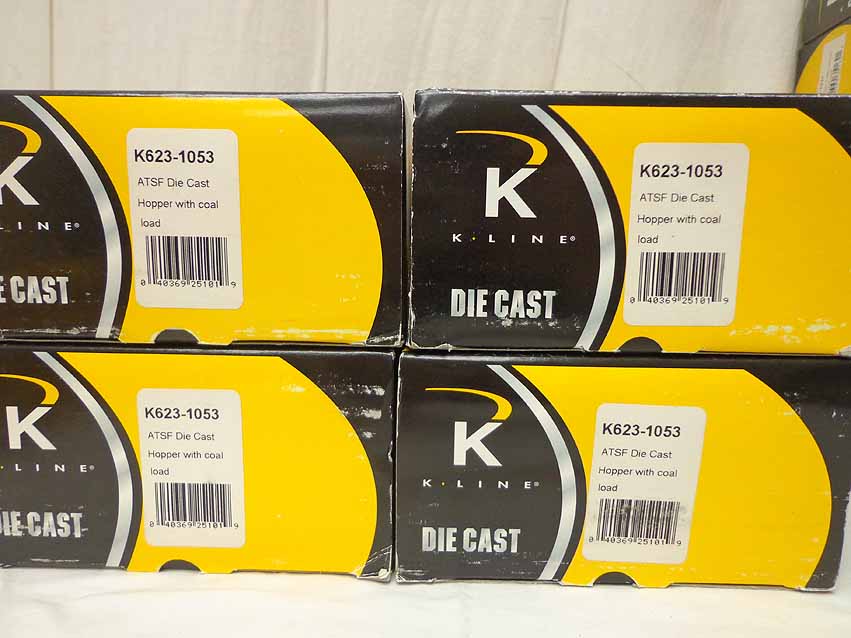 K
LINE®
E CAST
K623-1053
ATSF Die Cast
Hopper with coal
load
0 40369 25101 9
K
K·LINE®
DIE CAST
K623-1053
ATSF Die Cast
Hopper with coal
load
0 40369 25101 9
K
·LINE®
DIE CAST
K623-1053
ATSF Die Cast
Hopper with coal
load
0 40369 25101 9
K
K·LINE®
DIE CAST
K623-1053
ATSF Die Cast
Hopper with coal
load
0 40369 25101 9